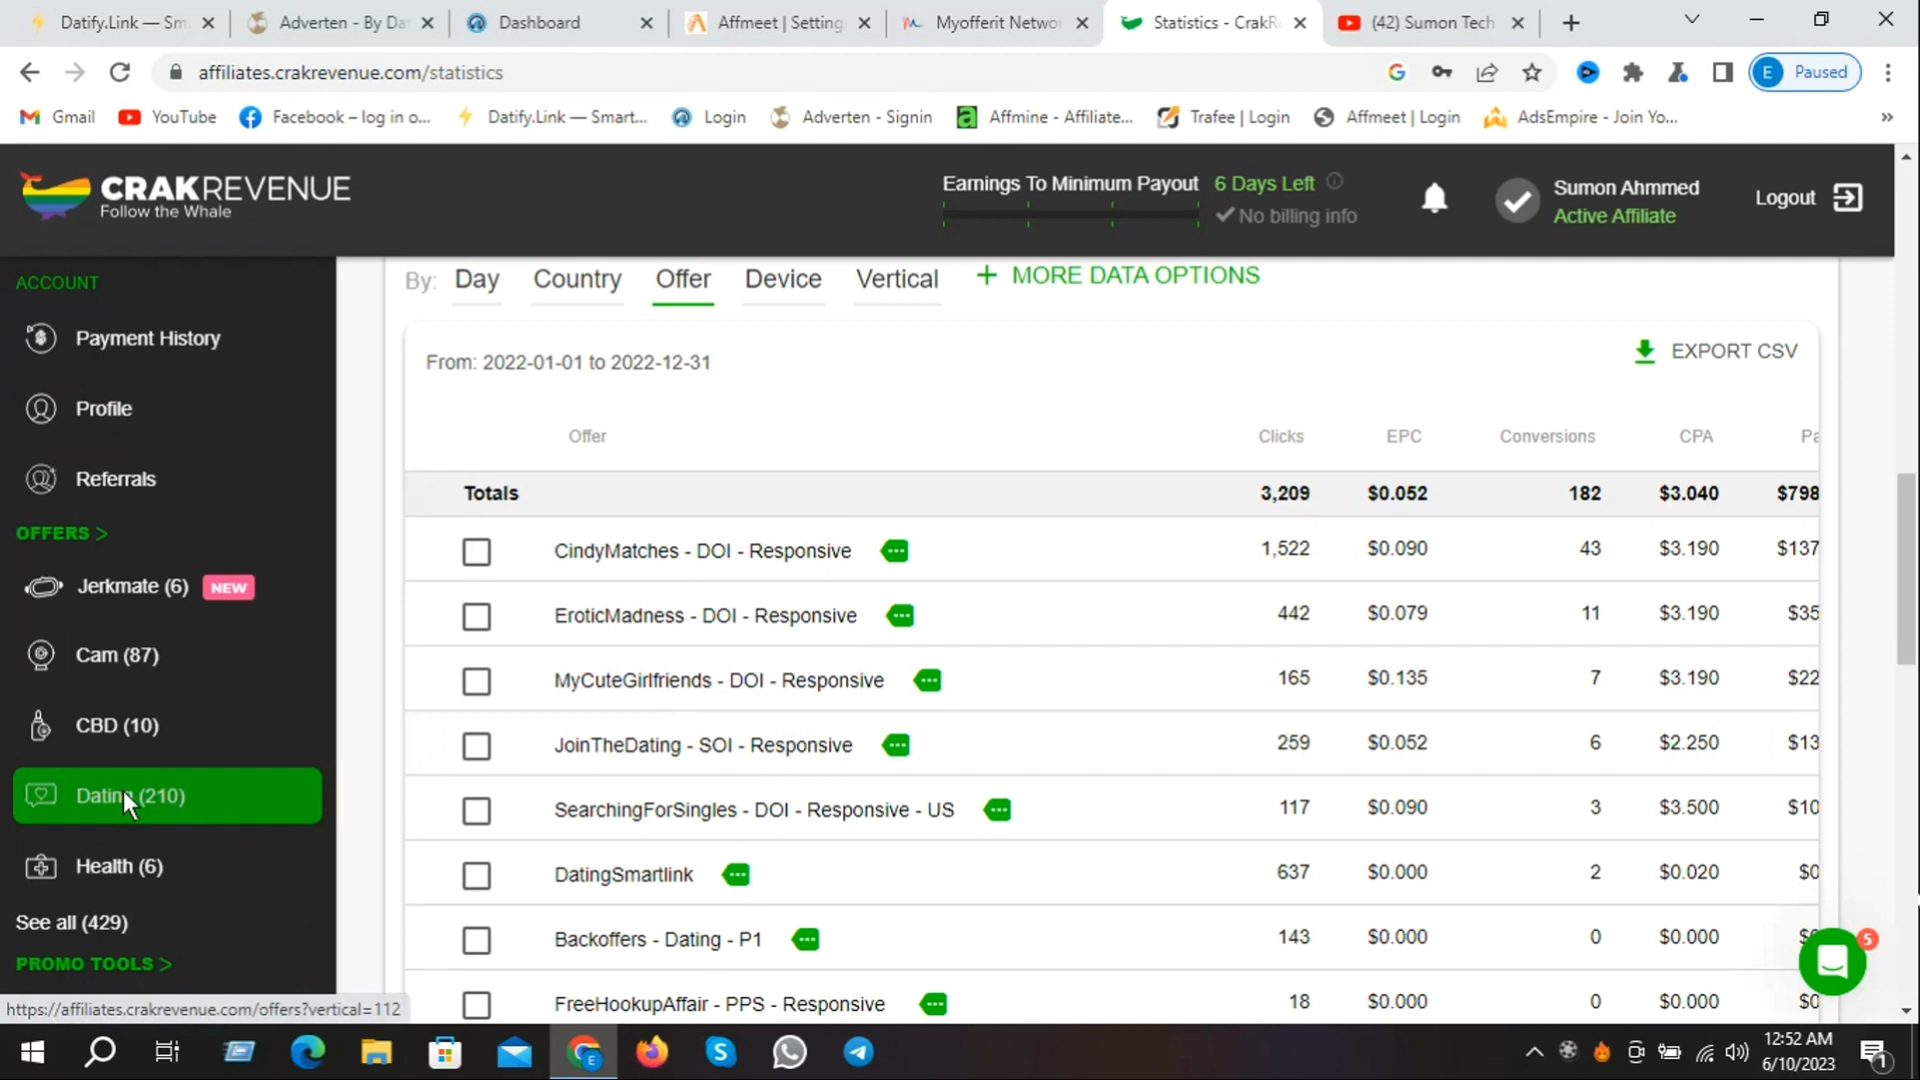 Datify.Link — Sm
Adverten - By Da
Dashboard
Affmeet | Setting
Myofferit Networ
Statistics - CrakR
(42) Sumon Tech
affiliates.crakrevenue.com/statistics
E Paused
Gmail
YouTube
Facebook – log in o...
Datify.Link — Smart...
Login
Adverten - Signin
Affmine - Affiliate...
Trafee | Login
Affmeet | Login
AdsEmpire - Join Yo...
CRAKREVENUE
Follow the Whale
Earnings To Minimum Payout 6 Days Left
No billing info
Sumon Ahmmed
Active Affiliate
Logout
ACCOUNT
Payment History
Profile
Referrals
OFFERS >
Jerkmate (6) NEW
Cam (87)
CBD (10)
Dating (210)
Health (6)
See all (429)
PROMO TOOLS >
https://affiliates.crakrevenue.com/offers?vertical=112
By: Day Country Offer Device Vertical + MORE DATA OPTIONS
From: 2022-01-01 to 2022-12-31
EXPORT CSV
Offer Clicks EPC Conversions CPA Pa
Totals 3,209 $0.052 182 $3.040 $798
CindyMatches - DOI - Responsive 1,522 $0.090 43 $3.190 $137
EroticMadness - DOI - Responsive 442 $0.079 11 $3.190 $35
MyCuteGirlfriends - DOI - Responsive 165 $0.135 7 $3.190 $22
JoinTheDating - SOI - Responsive 259 $0.052 6 $2.250 $13
SearchingForSingles - DOI - Responsive - US 117 $0.090 3 $3.500 $10
DatingSmartlink 637 $0.000 2 $0.020 $0
Backoffers - Dating - P1 143 $0.000 0 $0.000
FreeHookupAffair - PPS - Responsive 18 $0.000 0 $0.000 $0
5
12:52 AM
6/10/2023
1